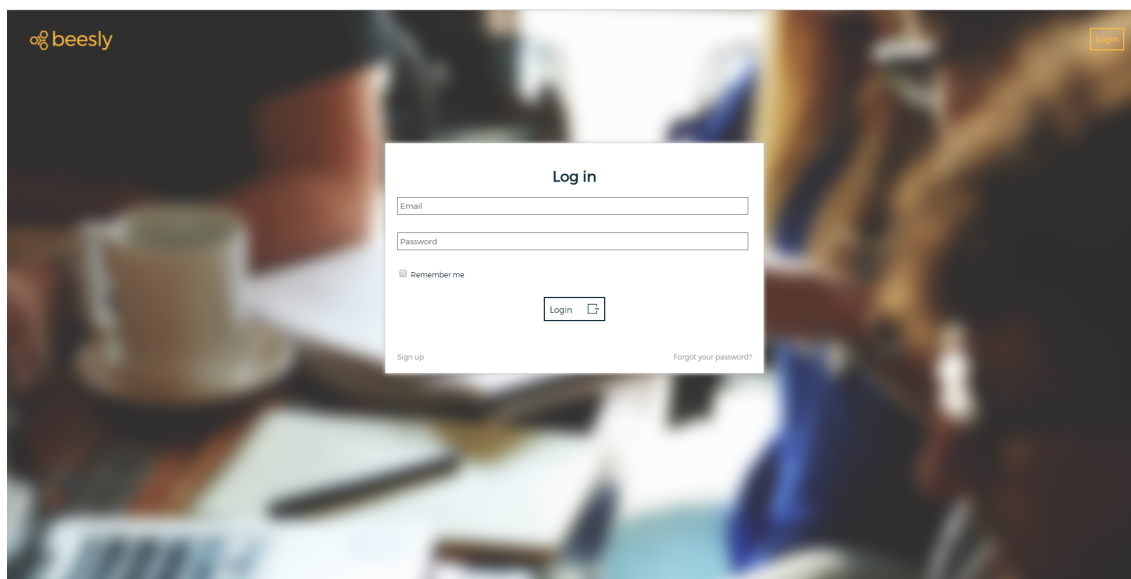 beesly
Login
Log in
Email
Password
Remember me
Login
Sign up
Forgot your password?